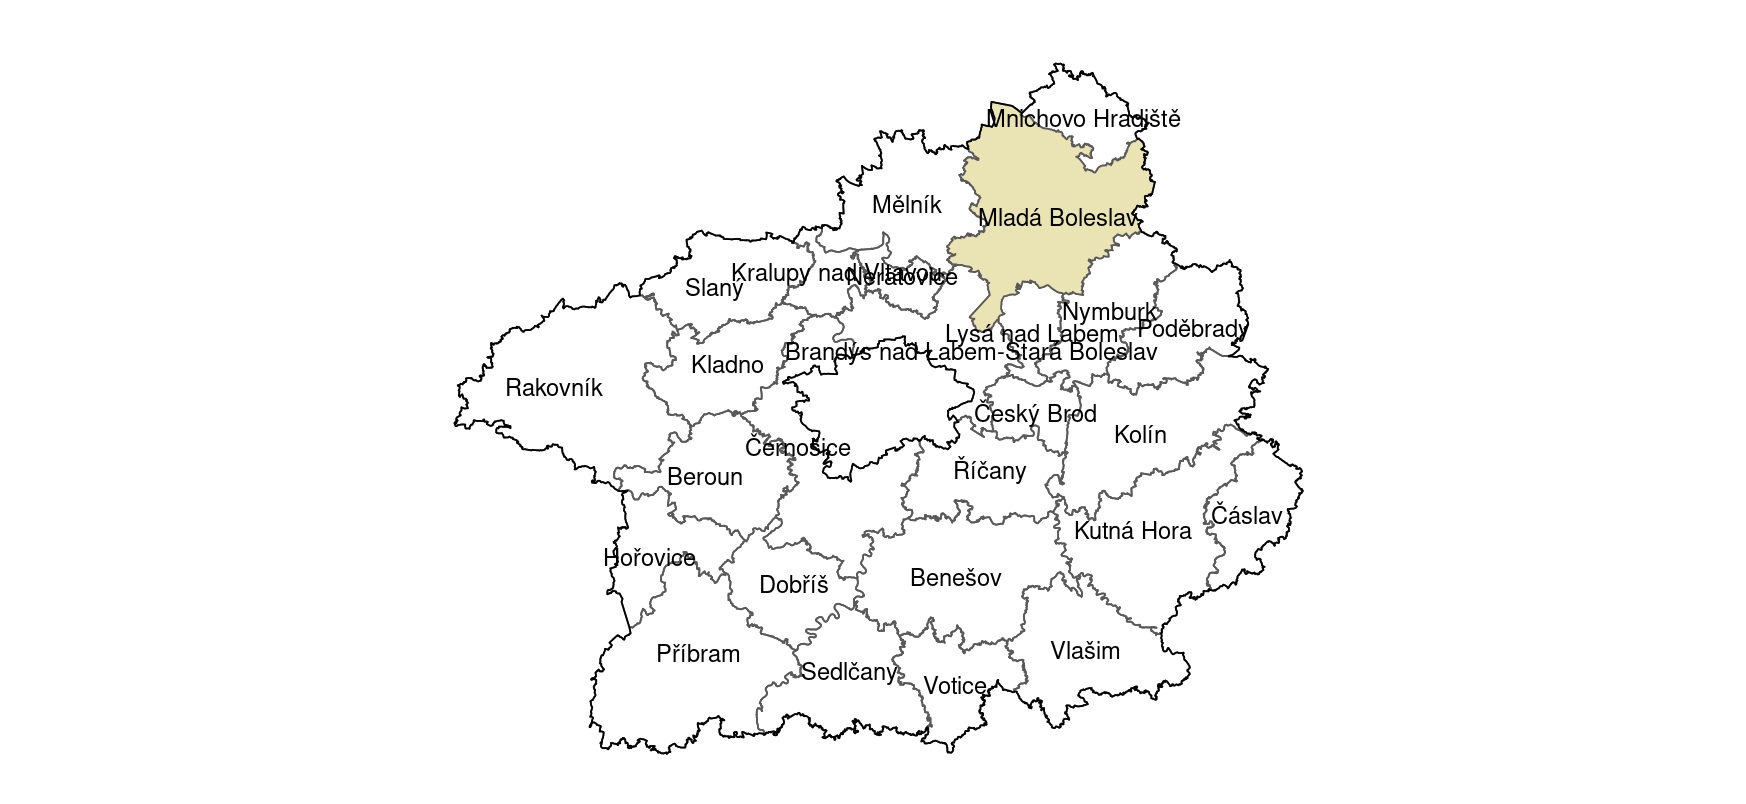 Mnichovo Hradiště
Mělník
Mladá Boleslav
Kralupy nad Vltavou
Neratovice
Slaný
Nymburk
Poděbrady
Lysá nad Labem
Brandýs nad Labem-Stará Boleslav
Kladno
Rakovník
Český Brod
Kolín
Černošice
Říčany
Beroun
Čáslav
Kutná Hora
Hořovice
Benešov
Dobříš
Vlašim
Příbram
Sedlčany
Votice